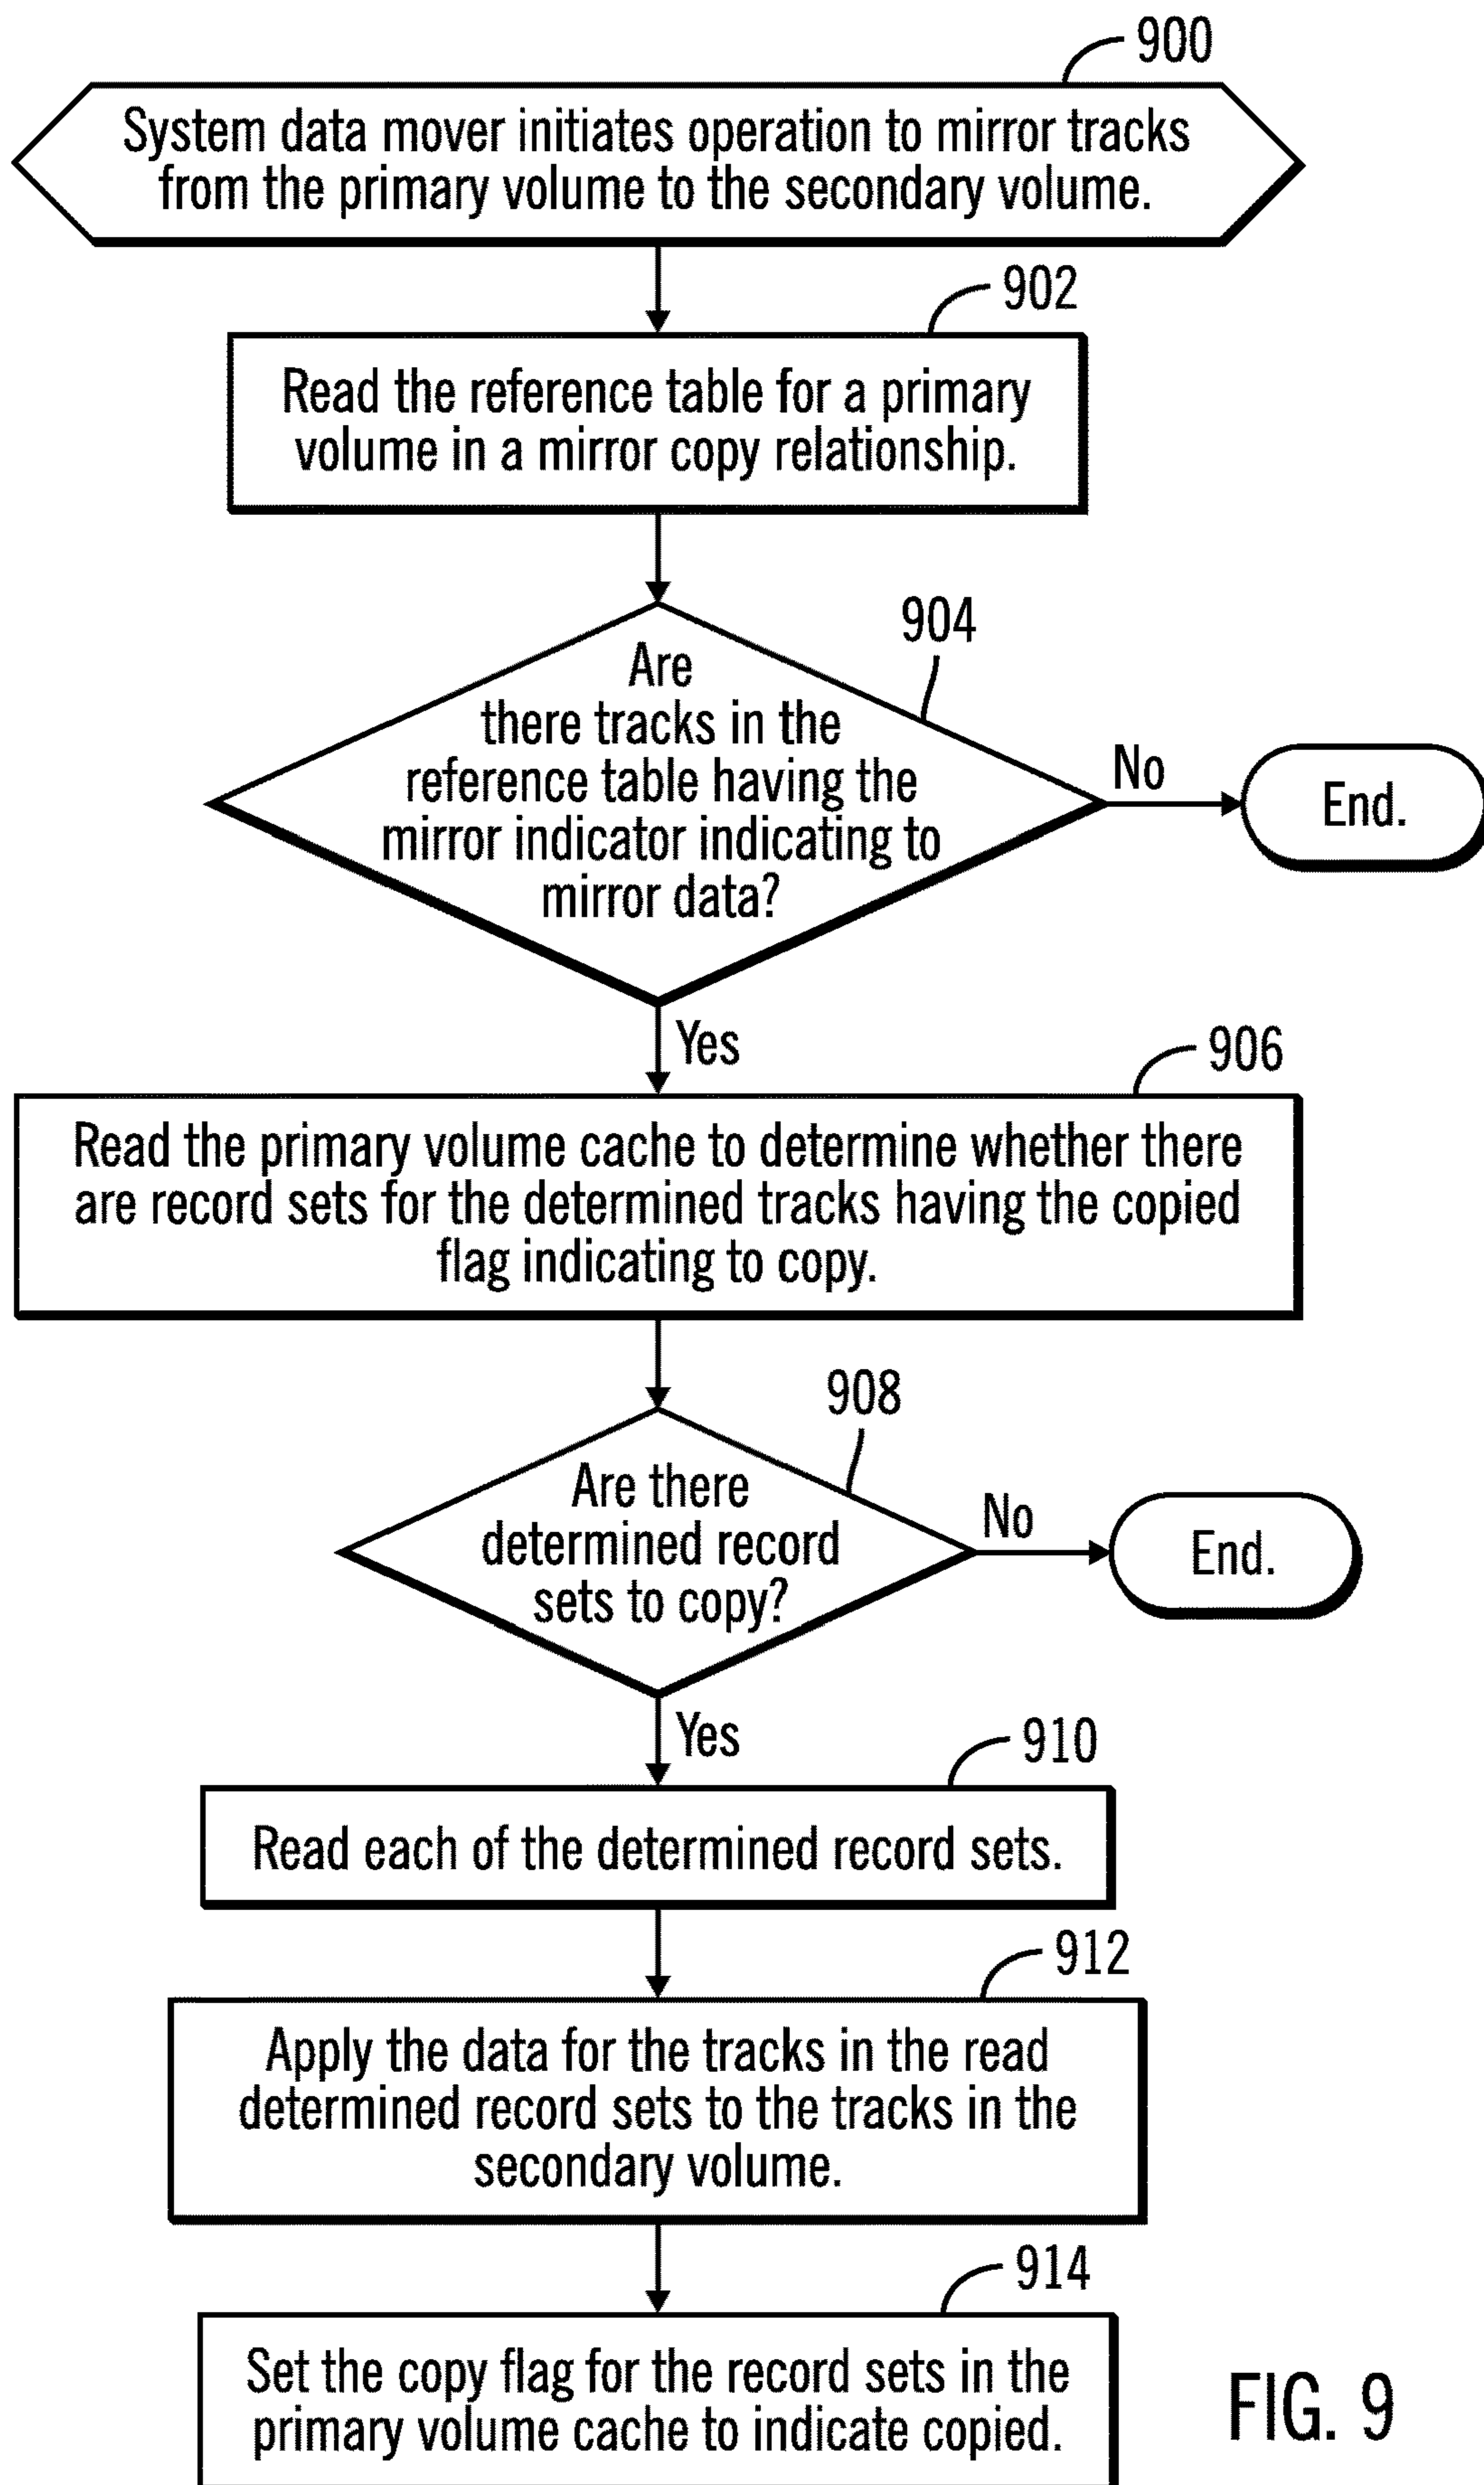 900
System data mover initiates operation to mirror tracks
from the primary volume to the secondary volume.
902
Read the reference table for a primary
volume in a mirror copy relationship.
904
Are
there tracks in the
reference table having the
mirror indicator indicating to
mirror data?
No
End.
Yes
906
Read the primary volume cache to determine whether there
are record sets for the determined tracks having the copied
flag indicating to copy.
908
Are there
determined record
sets to copy?
No
End.
Yes
910
Read each of the determined record sets.
912
Apply the data for the tracks in the read
determined record sets to the tracks in the
secondary volume.
914
Set the copy flag for the record sets in the
primary volume cache to indicate copied.
FIG. 9